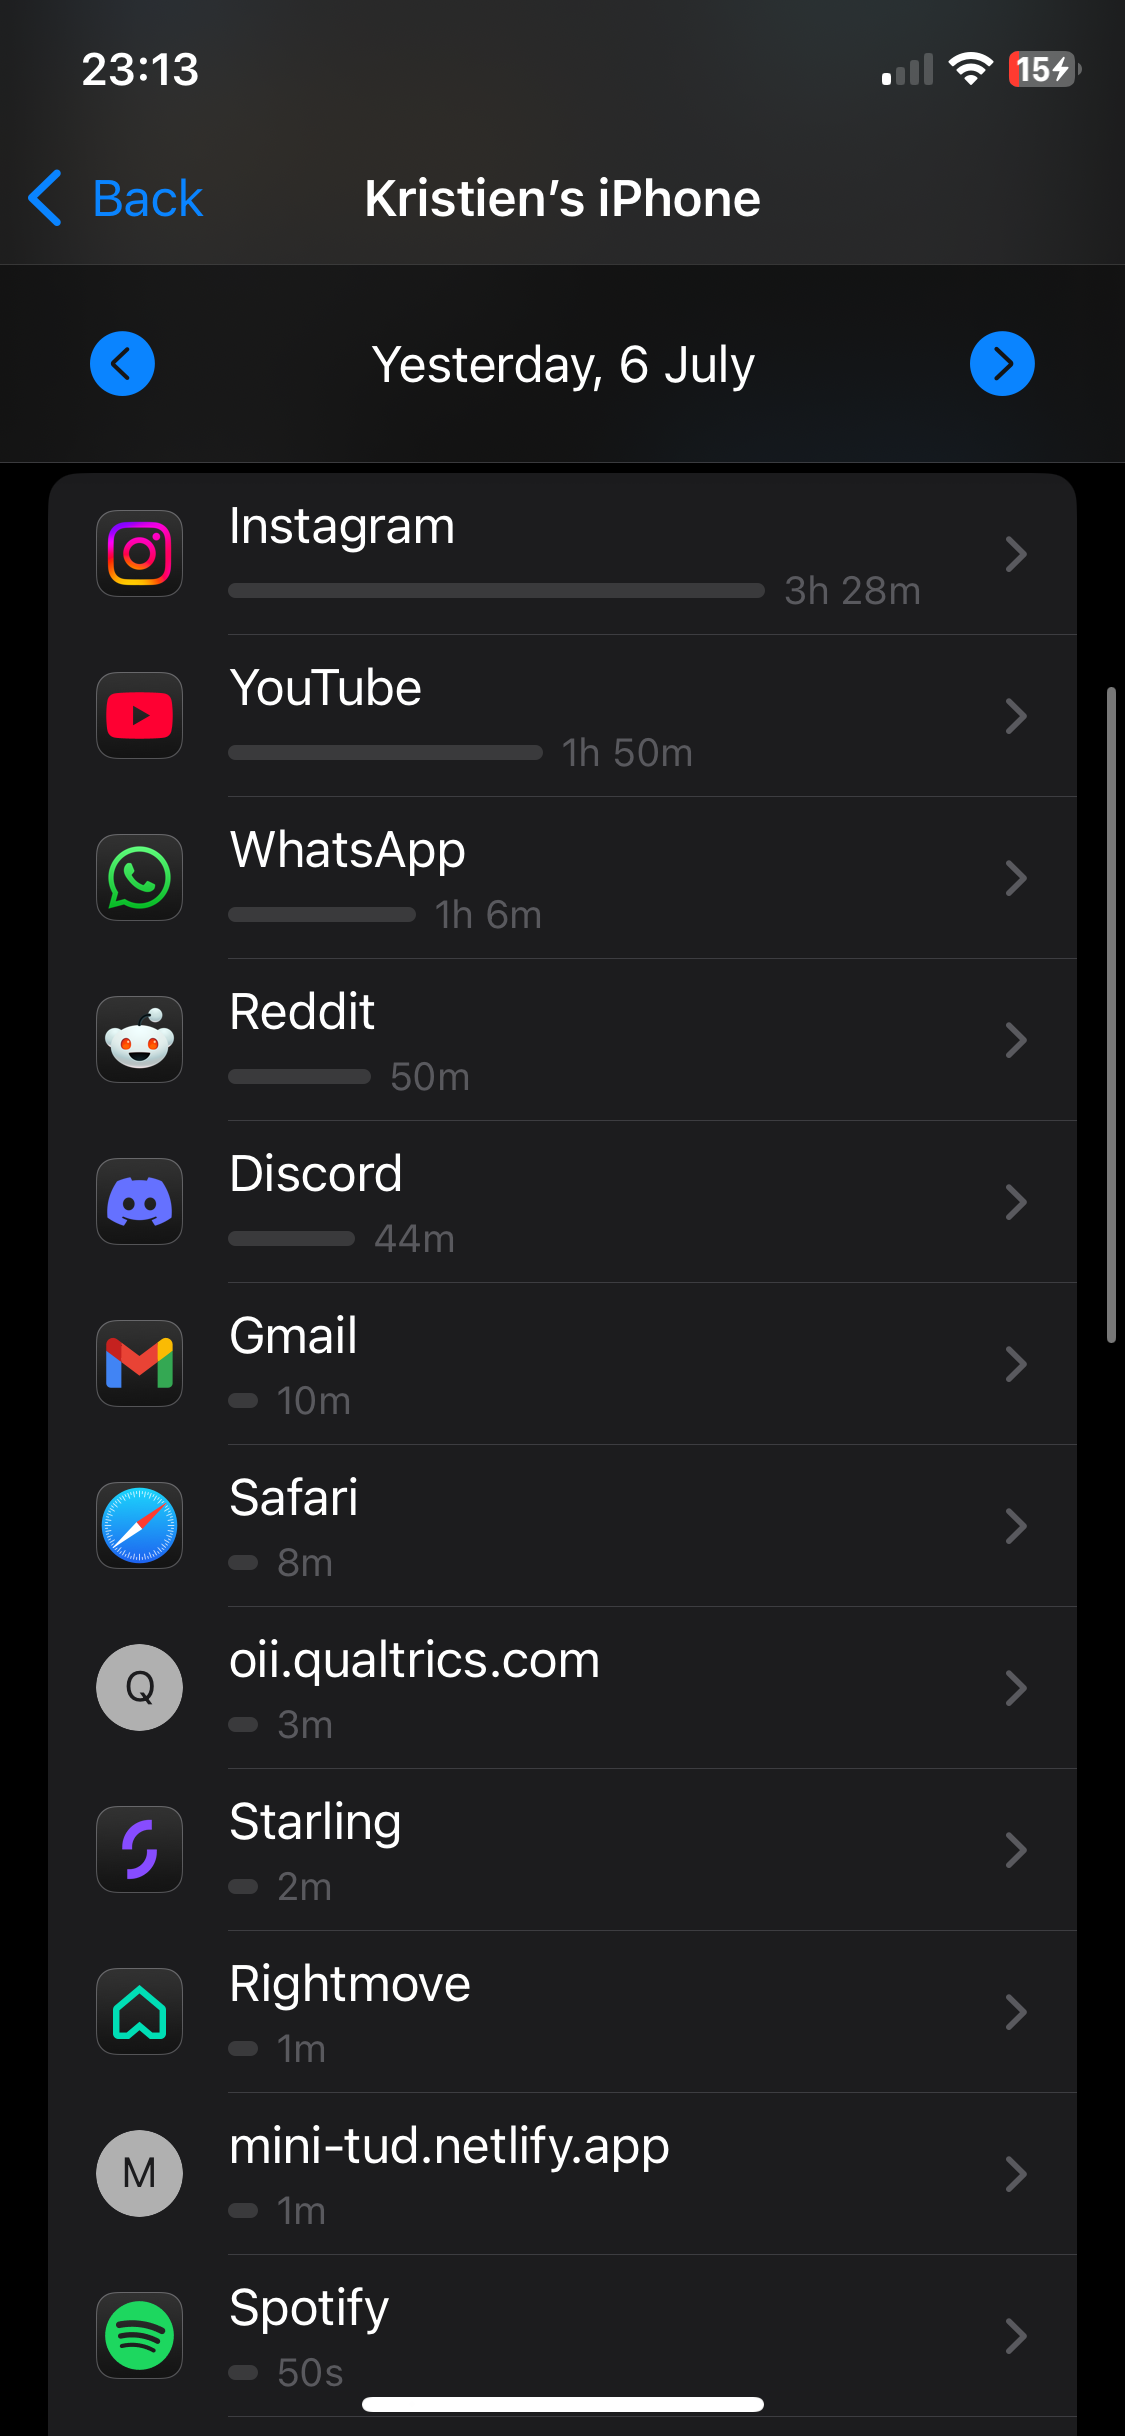 23:13
15
Back
Kristien’s iPhone
Yesterday, 6 July
Instagram
3h 28m
YouTube
1h 50m
WhatsApp
1h 6m
Reddit
50m
Discord
44m
Gmail
10m
Safari
8m
Q
oii.qualtrics.com
3m
Starling
2m
Rightmove
1m
M
mini-tud.netlify.app
1m
Spotify
50s